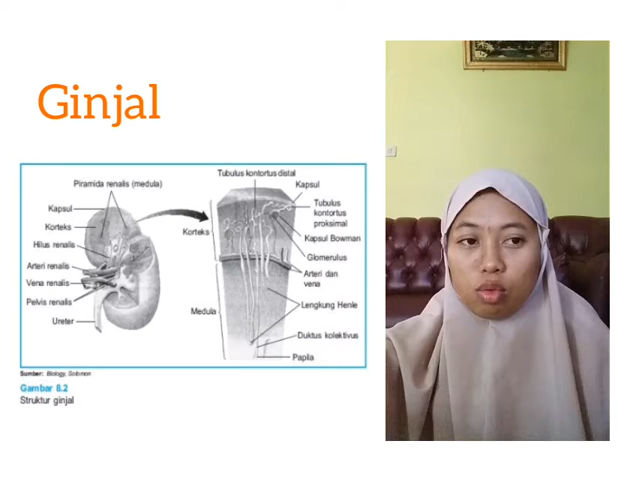 Ginjal
Tubulus kontortus distal
Piramida renalis (medula)
Kapsul
Kapsul
Tubulus
kontortus
proksimal
Korteks
Korteks
Kapsul Bowman
Hilus renalis
Glomerulus
Arteri renalis
Arteri dan
vena
Vena renalis
Pelvis renalis
Medula
Lengkung Henle
Ureter
Duktus kolektivus
Papila
Sumber: Biology, Solomon
Gambar 8.2
Struktur ginjal